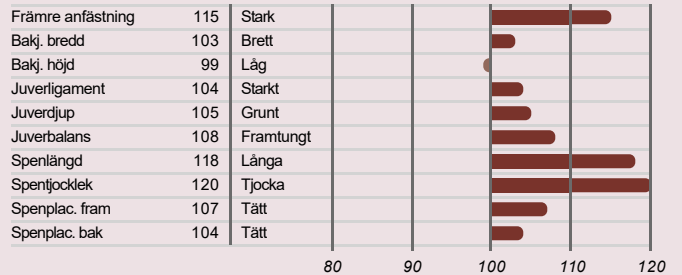 Främre anfästning 115 Stark
Bakj. bredd 103 Brett
Bakj. höjd 99 Låg
Juverligament 104 Starkt
Juverdjup 105 Grunt
Juverbalans 108 Framtungt
Spenlängd 118 Långa
Spentjocklek 120 Tjocka
Spenplac. fram 107 Tätt
Spenplac. bak 104 Tätt
80 90 100 110 120